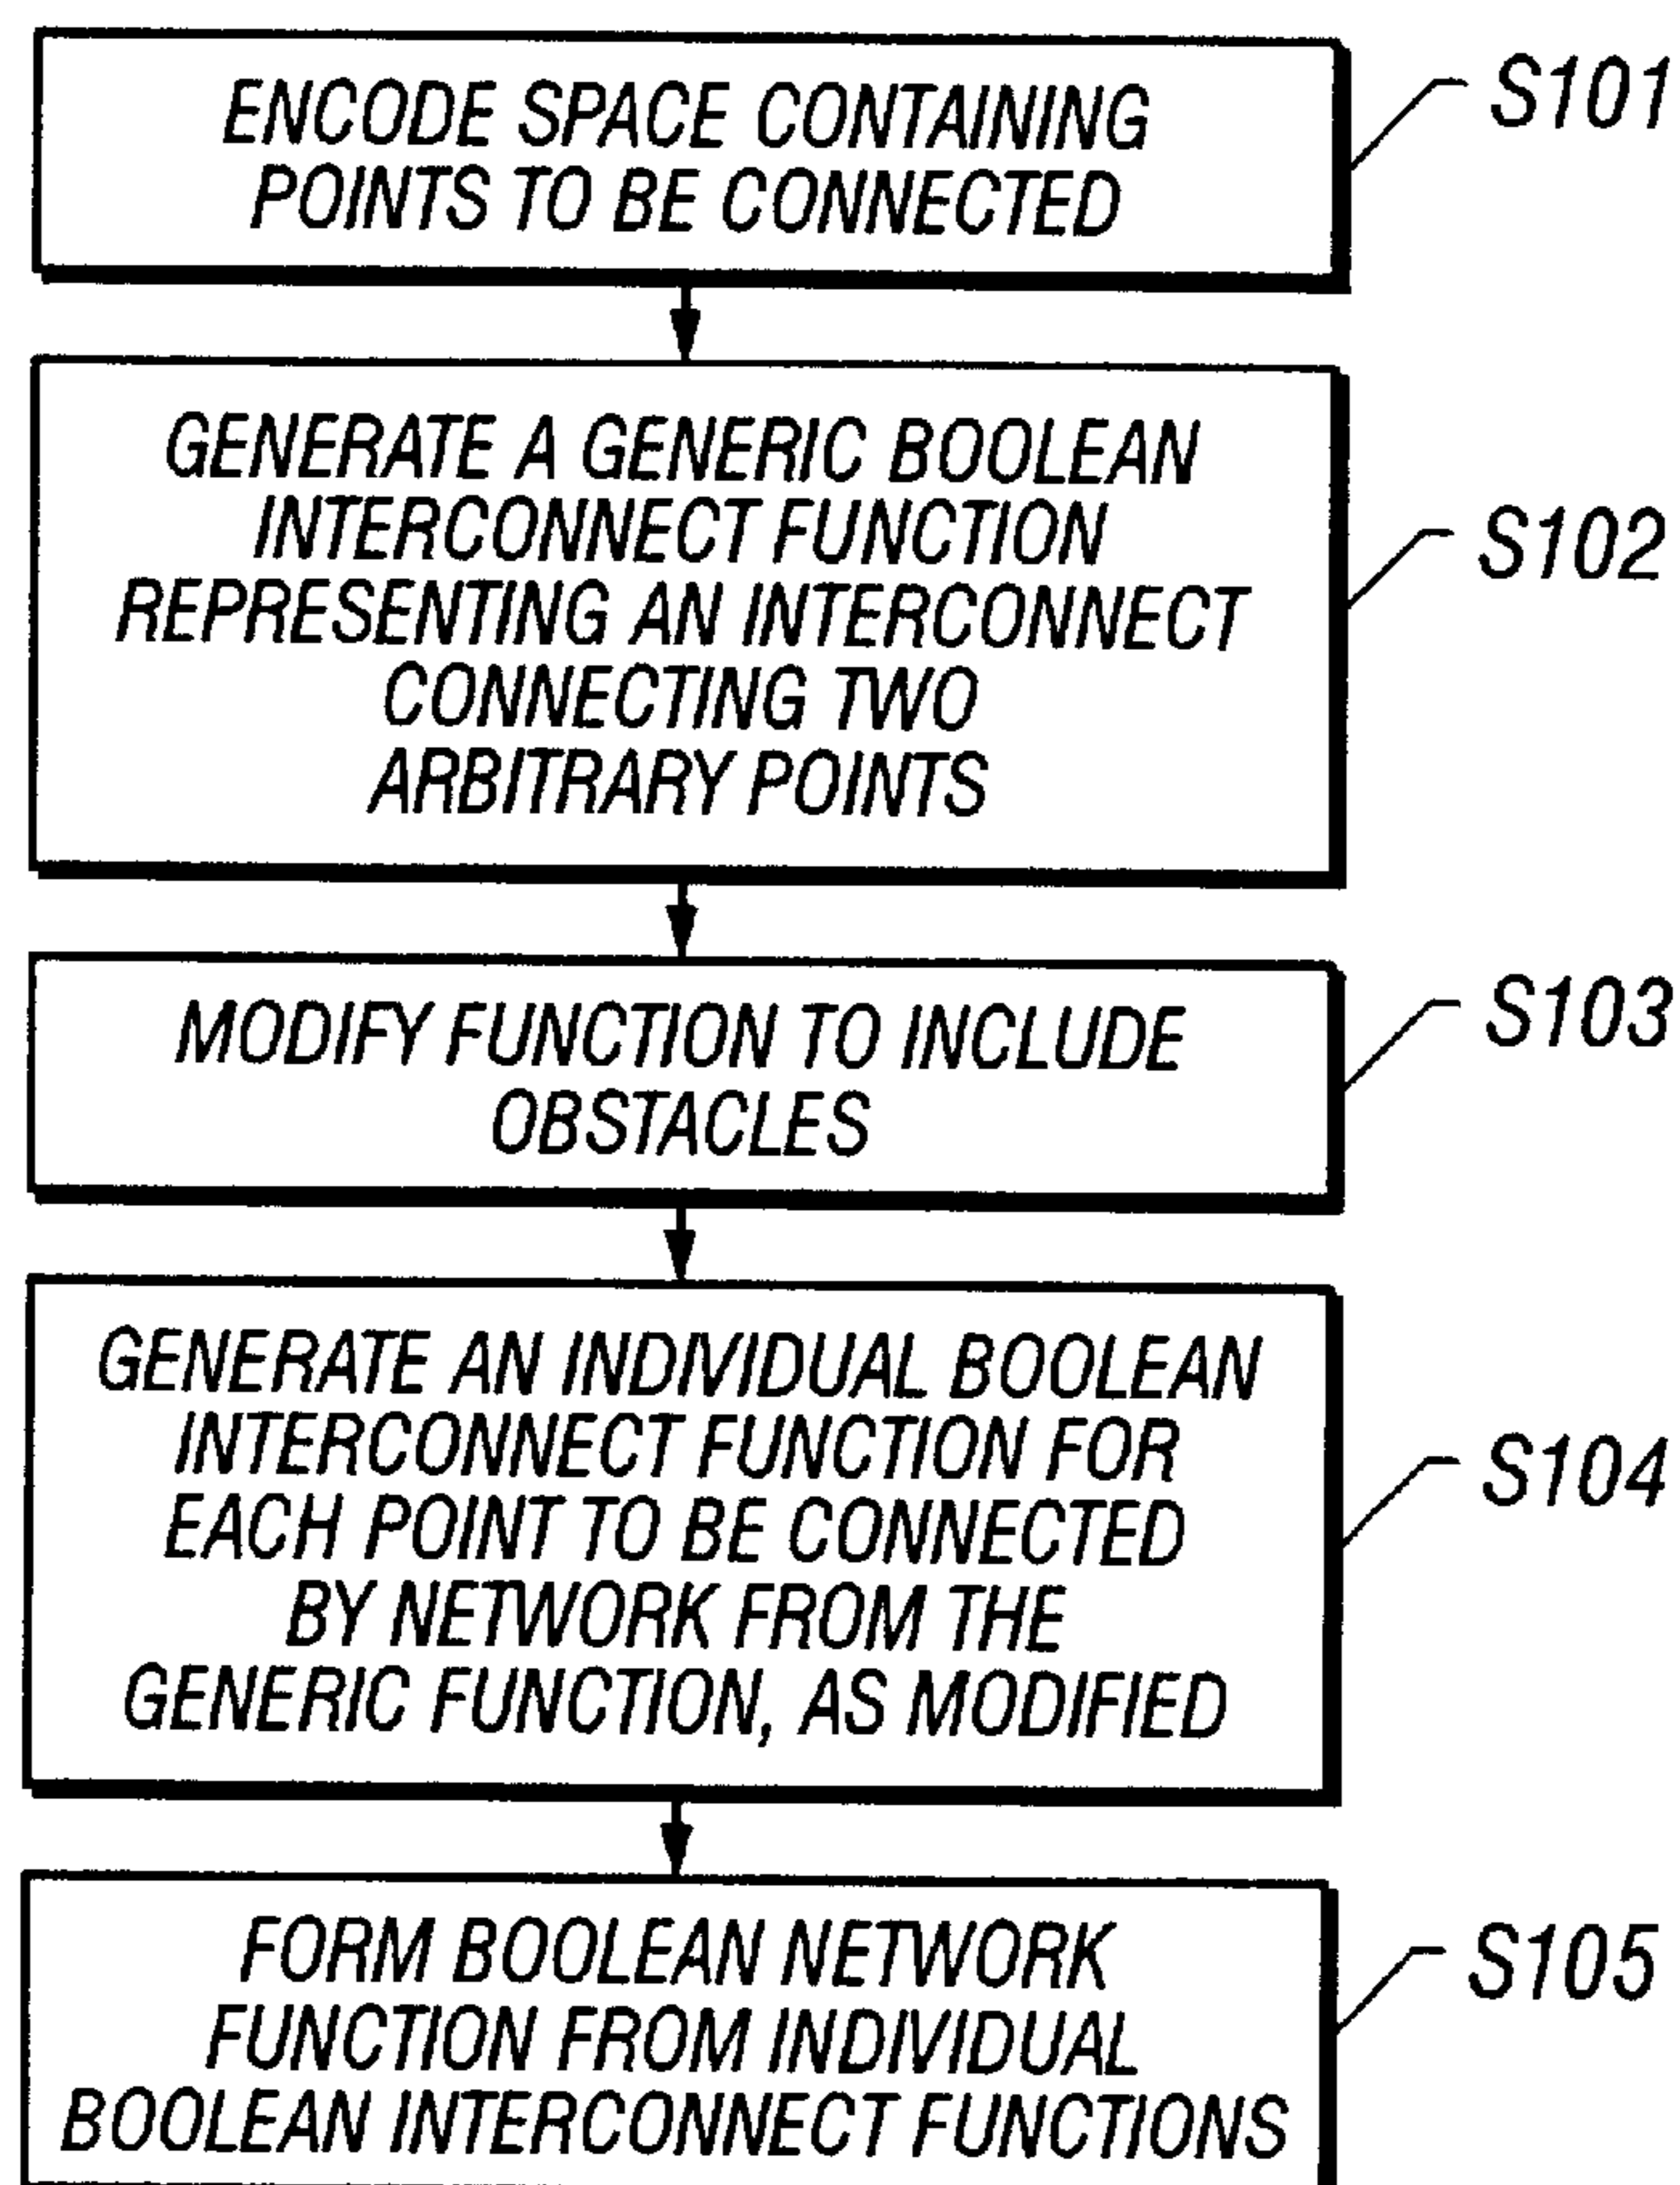 ENCODE SPACE CONTAINING
POINTS TO BE CONNECTED
S101
GENERATE A GENERIC BOOLEAN
INTERCONNECT FUNCTION
REPRESENTING AN INTERCONNECT
CONNECTING TWO
ARBITRARY POINTS
S102
MODIFY FUNCTION TO INCLUDE
OBSTACLES
S103
GENERATE AN INDIVIDUAL BOOLEAN
INTERCONNECT FUNCTION FOR
EACH POINT TO BE CONNECTED
BY NETWORK FROM THE
GENERIC FUNCTION, AS MODIFIED
S104
FORM BOOLEAN NETWORK
FUNCTION FROM INDIVIDUAL
BOOLEAN INTERCONNECT FUNCTIONS
S105